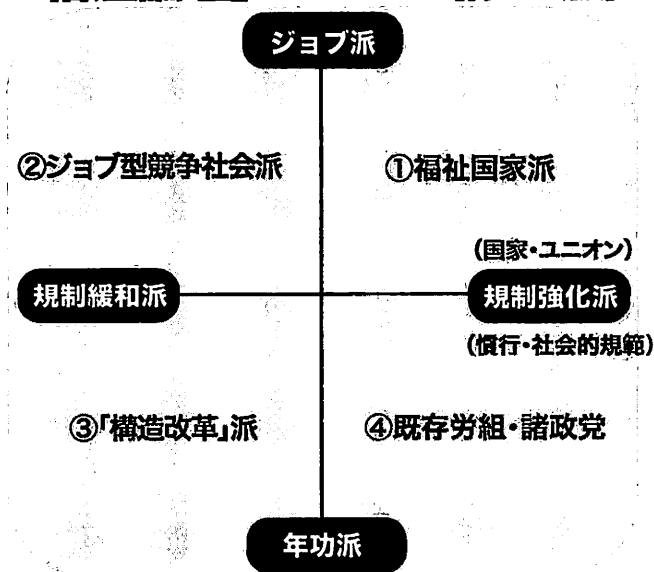 ジョブ派
②ジョブ型競争社会派
①福祉国家派
(国家・ユニオン)
規制緩和派
規制強化派
(慣行・社会的規範)
③「構造改革」派
④既存労組・諸政党
年功派